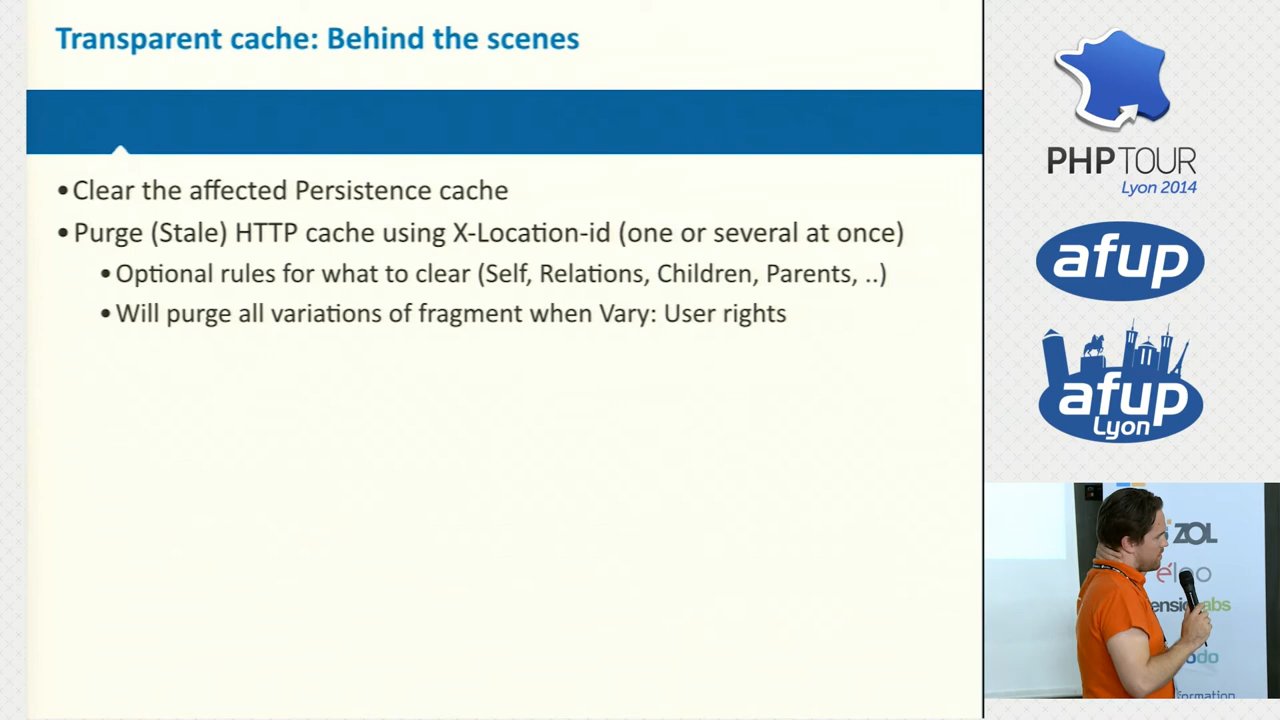 Transparent cache: Behind the scenes
•Clear the affected Persistence cache
•Purge (Stale) HTTP cache using X-Location-id (one or several at once)
•Optional rules for what to clear (Self, Relations, Children, Parents, ..)
•Will purge all variations of fragment when Vary: User rights
PHP TOUR
Lyon 2014
afup
afup
Lyon
ZOL